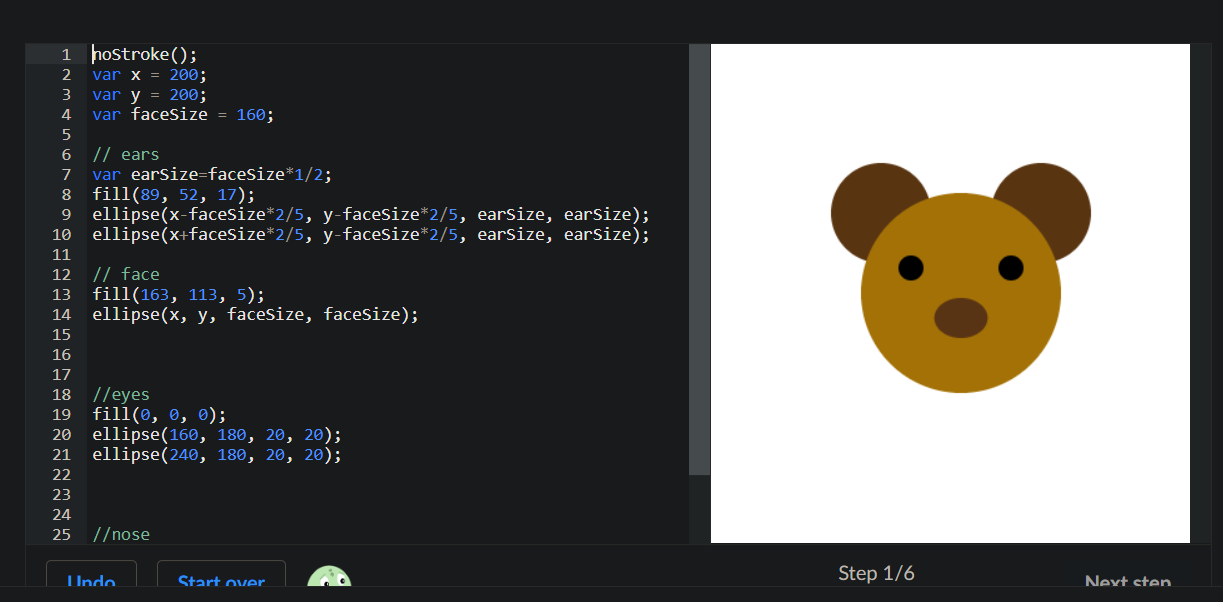 1 noStroke();
2 var x = 200;
3 var y = 200;
4 var faceSize = 160;
5
6 // ears
7 var earSize=faceSize*1/2;
8 fill(89, 52, 17);
9 ellipse(x-faceSize*2/5, y-faceSize*2/5, earSize, earSize);
10 ellipse(x+faceSize*2/5, y-faceSize*2/5, earSize, earSize);
11
12 // face
13 fill(163, 113, 5);
14 ellipse(x, y, faceSize, faceSize);
15
16
17
18 //eyes
19 fill(0, 0, 0);
20 ellipse(160, 180, 20, 20);
21 ellipse(240, 180, 20, 20);
22
23
24
25 //nose
Undo Start over Step 1/6 Next step